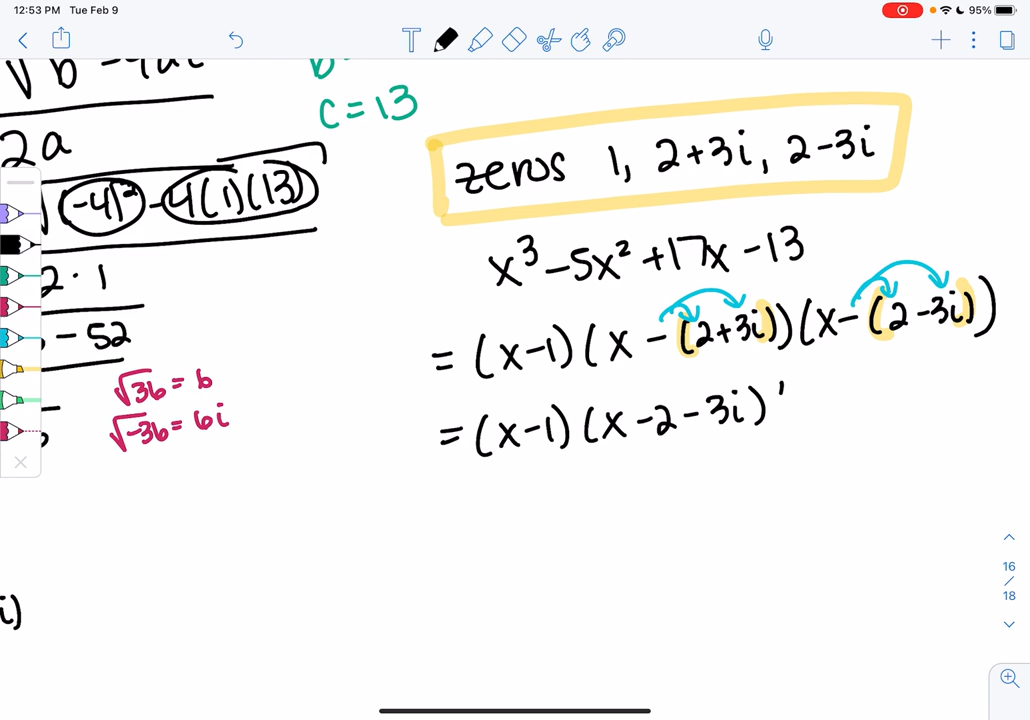 12:53 PM Tue Feb 9
95%
T
2a
c = 13
(-4)² -4(1)(13)
2·1
- 52
√36 = 6
√-36 = 6i
i)
zeros 1, 2+3i, 2-3i
x³ -5x² +17x -13
= (x-1)(x - (2+3i))(x-(2-3i))
= (x-1)(x-2-3i)
16
/
18